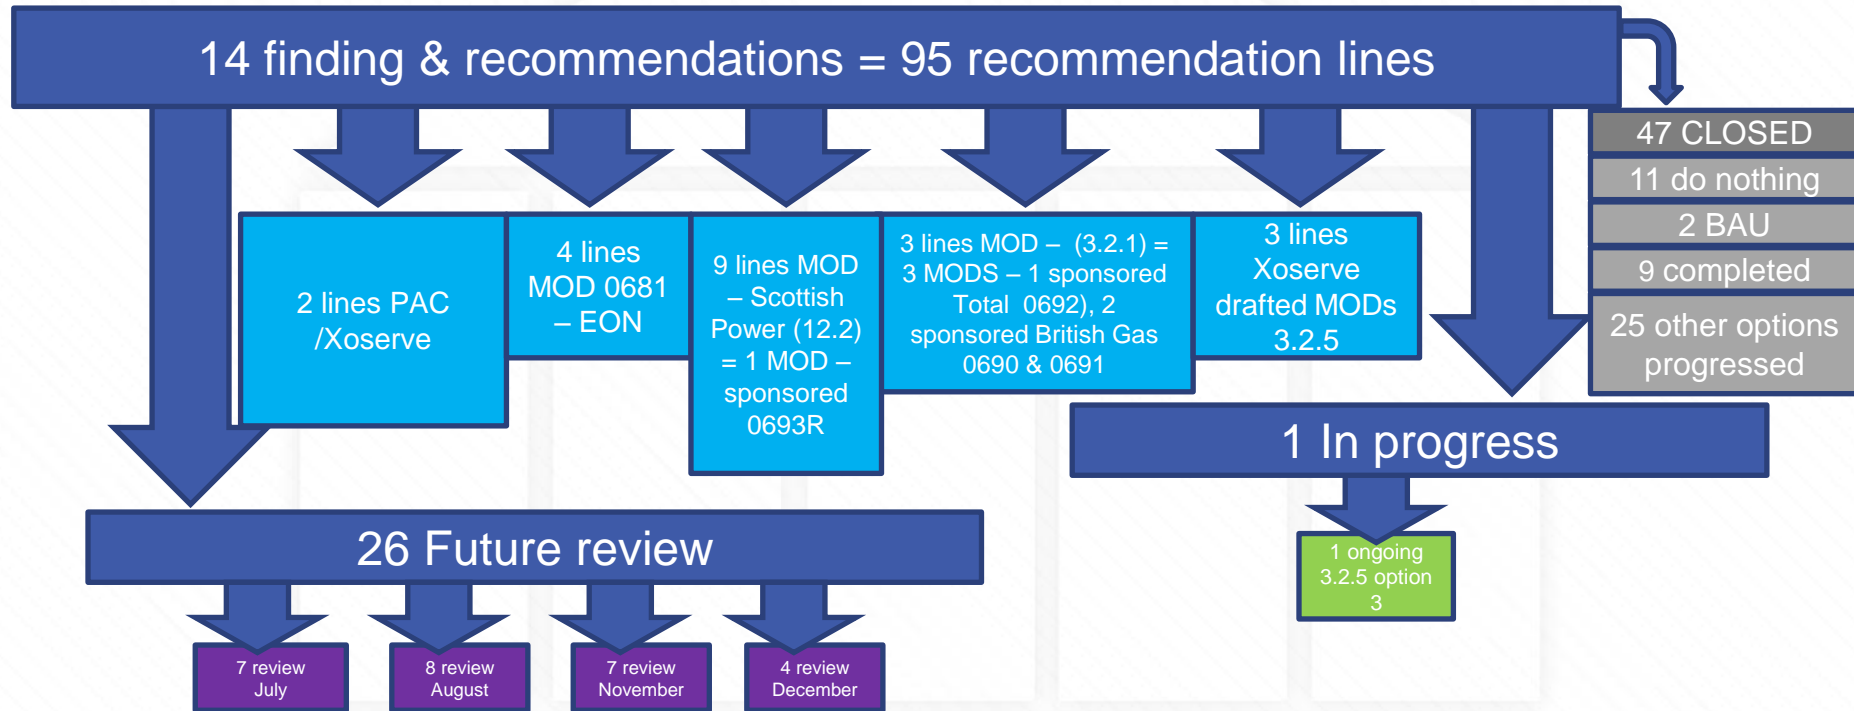 14 finding & recommendations = 95 recommendation lines
47 CLOSED
11 do nothing
2 BAU
9 completed
25 other options
progressed
2 lines PAC
/Xoserve
4 lines
MOD 0681
– EON
9 lines MOD
– Scottish
Power (12.2)
= 1 MOD –
sponsored
0693R
3 lines MOD – (3.2.1) =
3 MODS – 1 sponsored
Total 0692), 2
sponsored British Gas
0690 & 0691
3 lines
Xoserve
drafted MODs
3.2.5
1 In progress
1 ongoing
3.2.5 option
3
26 Future review
7 review
July
8 review
August
7 review
November
4 review
December